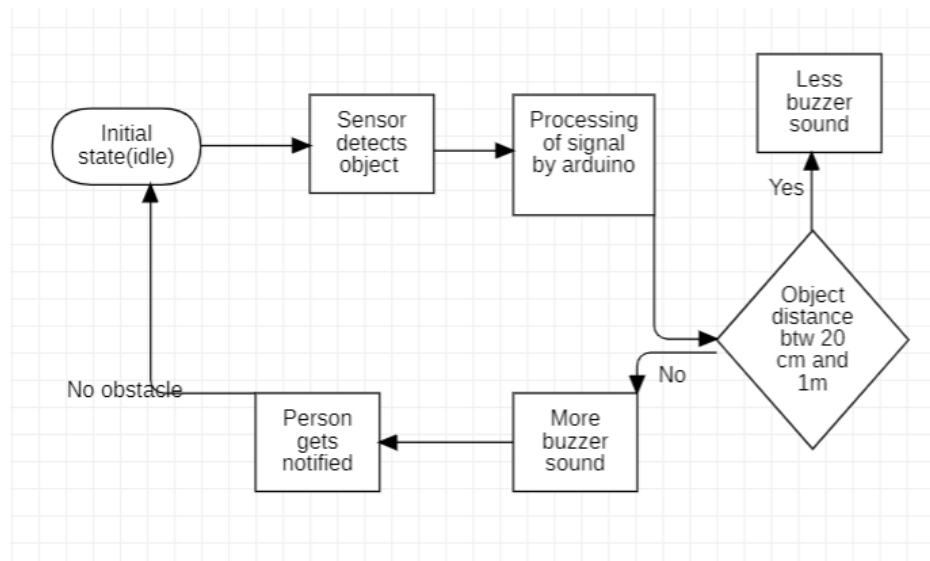 Initial
state(idle)
Sensor
detects
object
Processing
of signal
by arduino
Less
buzzer
sound
Yes
Object
distance
btw 20
cm and
1m
No
More
buzzer
sound
Person
gets
notified
No obstacle